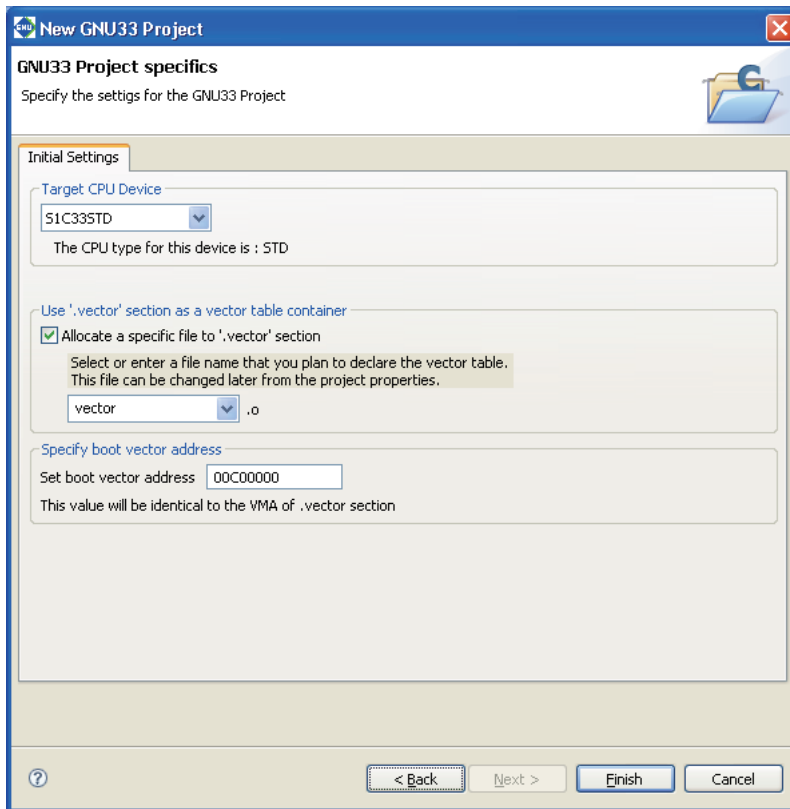 GNU
New GNU33 Project
GNU33 Project specifics
Specify the settigs for the GNU33 Project
Initial Settings
Target CPU Device
S1C33STD
The CPU type for this device is : STD
Use '.vector' section as a vector table container
Allocate a specific file to '.vector' section
Select or enter a file name that you plan to declare the vector table.
This file can be changed later from the project properties.
vector .o
Specify boot vector address
Set boot vector address 00C00000
This value will be identical to the VMA of .vector section
? < Back Next > Finish Cancel